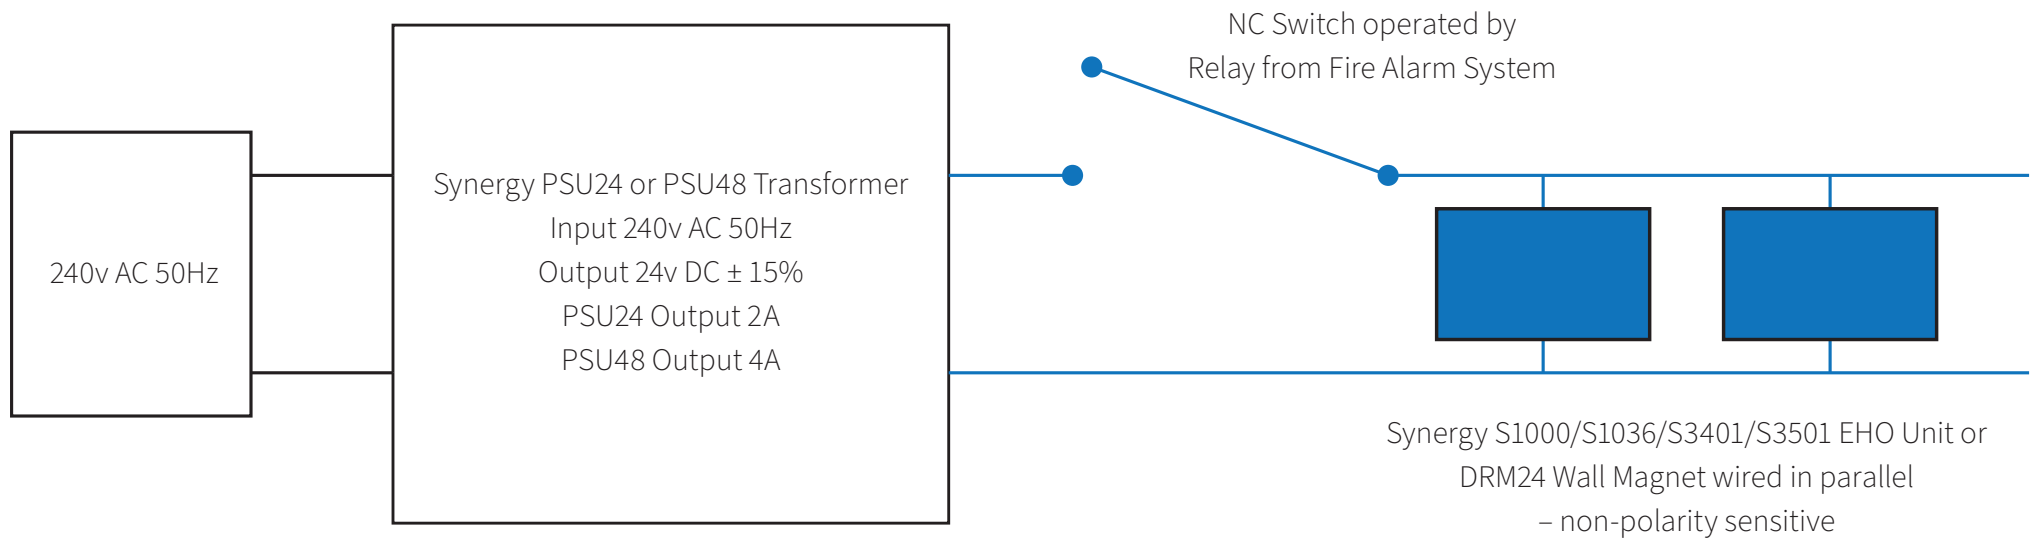 NC Switch operated by
Relay from Fire Alarm System
240v AC 50Hz
Synergy PSU24 or PSU48 Transformer
Input 240v AC 50Hz
Output 24v DC ± 15%
PSU24 Output 2A
PSU48 Output 4A
Synergy S1000/S1036/S3401/S3501 EHO Unit or
DRM24 Wall Magnet wired in parallel
– non-polarity sensitive